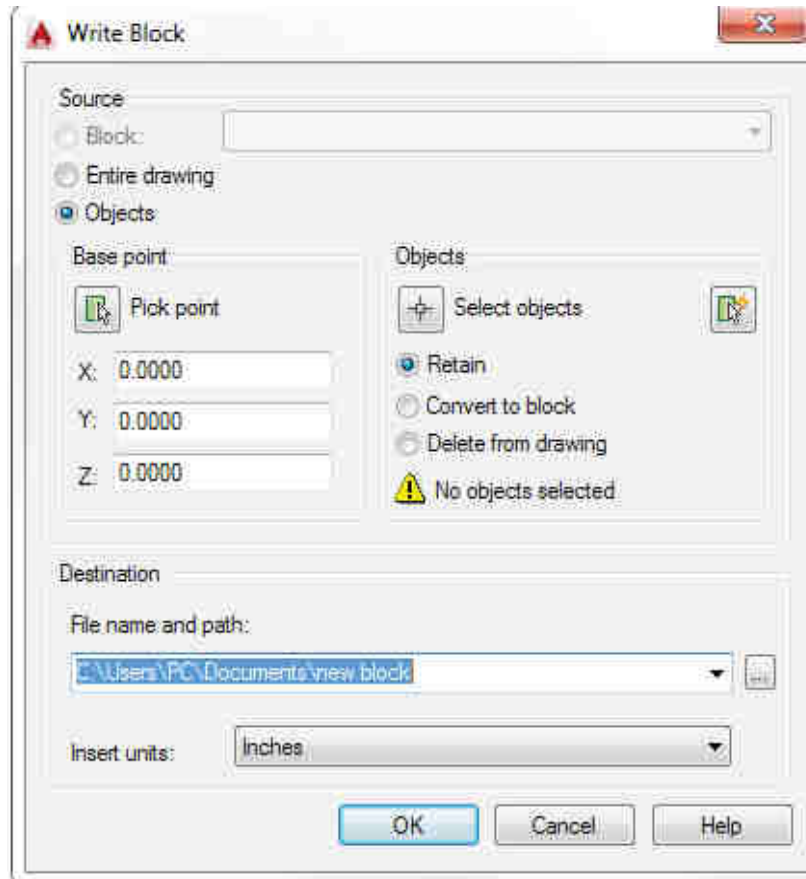 Write Block
Source
Block:
Entire drawing
Objects
Base point
Pick point
X: 0.0000
Y: 0.0000
Z: 0.0000
Objects
Select objects
Retain
Convert to block
Delete from drawing
No objects selected
Destination
File name and path:
C:\Users\PC\Documents\new block
...
Insert units: Inches
OK Cancel Help